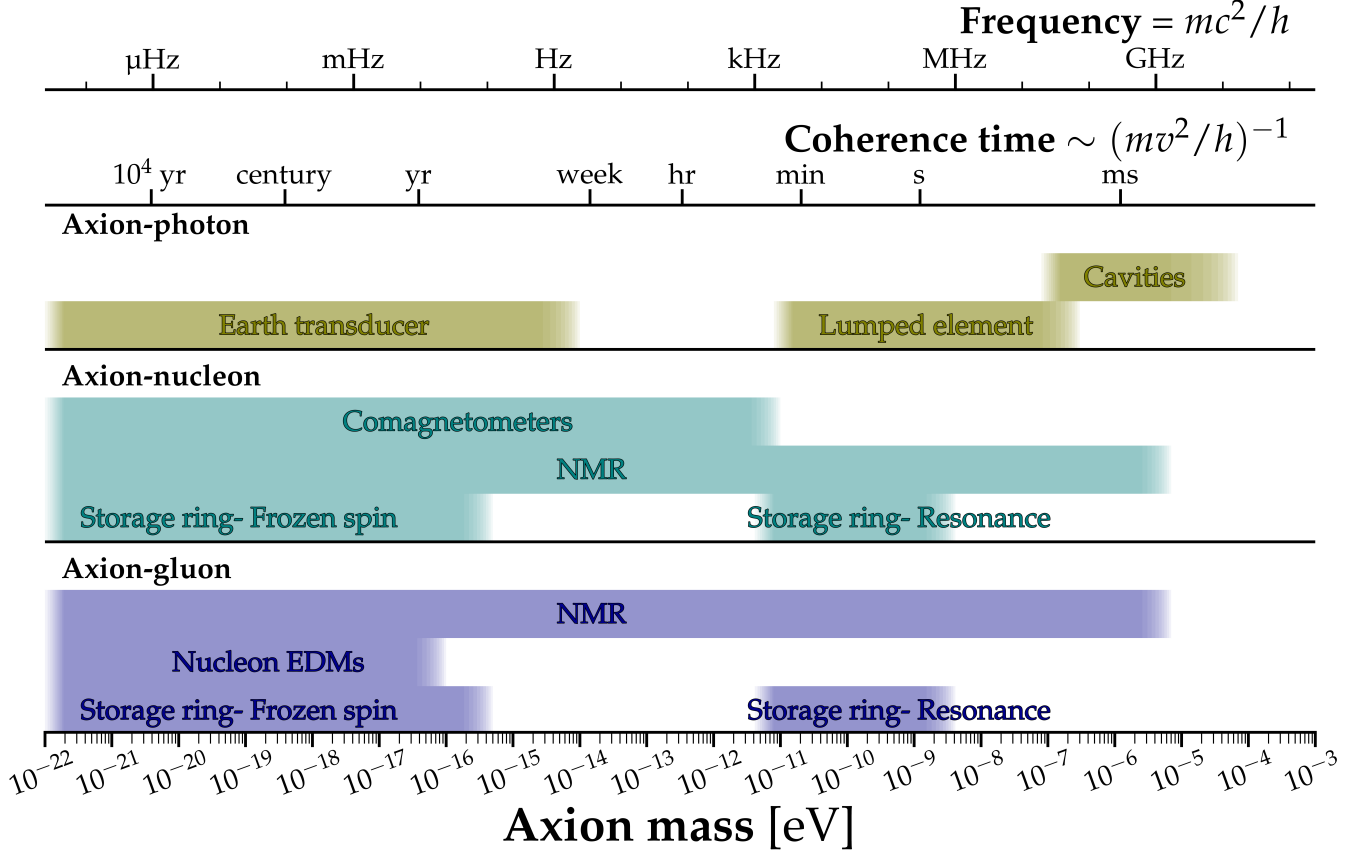 Frequency = mc²/h
µHz mHz Hz kHz MHz GHz
Coherence time ∼ (mv²/h)⁻¹
10⁴ yr century yr week hr min s ms
Axion-photon
Cavities
Earth transducer Lumped element
Axion-nucleon
Comagnetometers
NMR
Storage ring- Frozen spin Storage ring- Resonance
Axion-gluon
NMR
Nucleon EDMs
Storage ring- Frozen spin Storage ring- Resonance
10⁻²² 10⁻²¹ 10⁻²⁰ 10⁻¹⁹ 10⁻¹⁸ 10⁻¹⁷ 10⁻¹⁶ 10⁻¹⁵ 10⁻¹⁴ 10⁻¹³ 10⁻¹² 10⁻¹¹ 10⁻¹⁰ 10⁻⁹ 10⁻⁸ 10⁻⁷ 10⁻⁶ 10⁻⁵ 10⁻⁴ 10⁻³
Axion mass [eV]